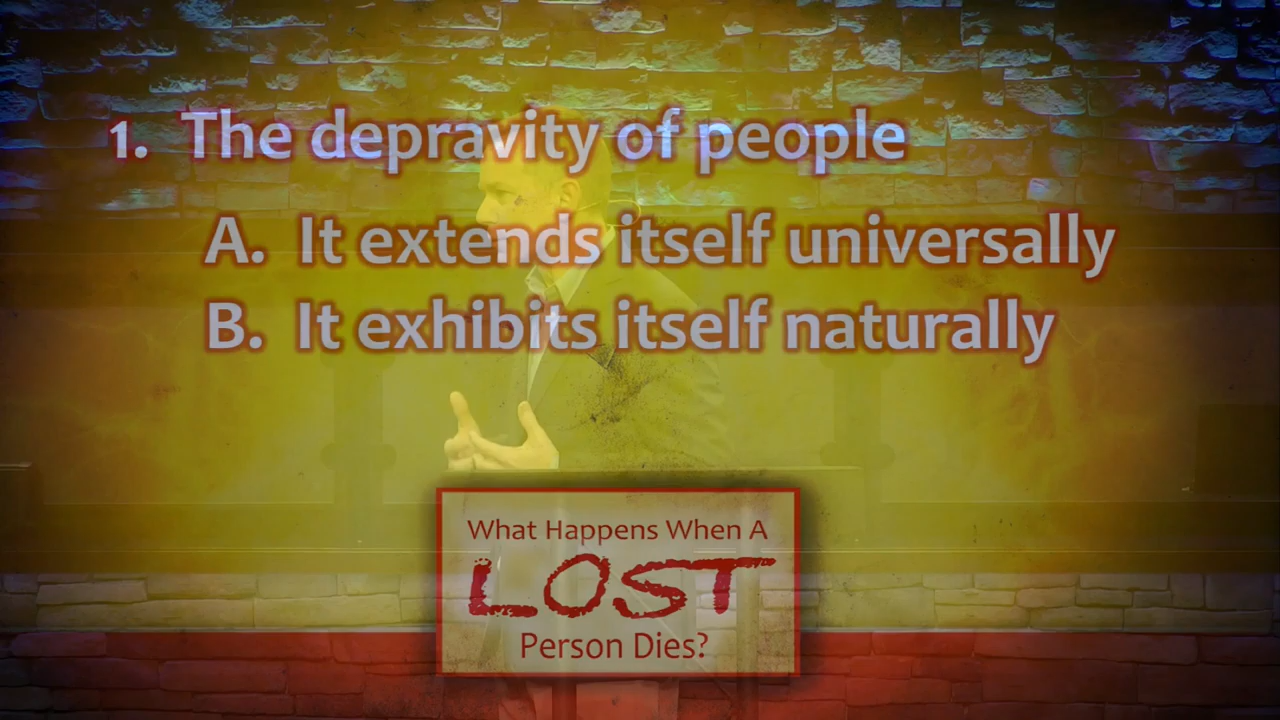 1. The depravity of people
A. It extends itself universally
B. It exhibits itself naturally
What Happens When A
LOST
Person Dies?